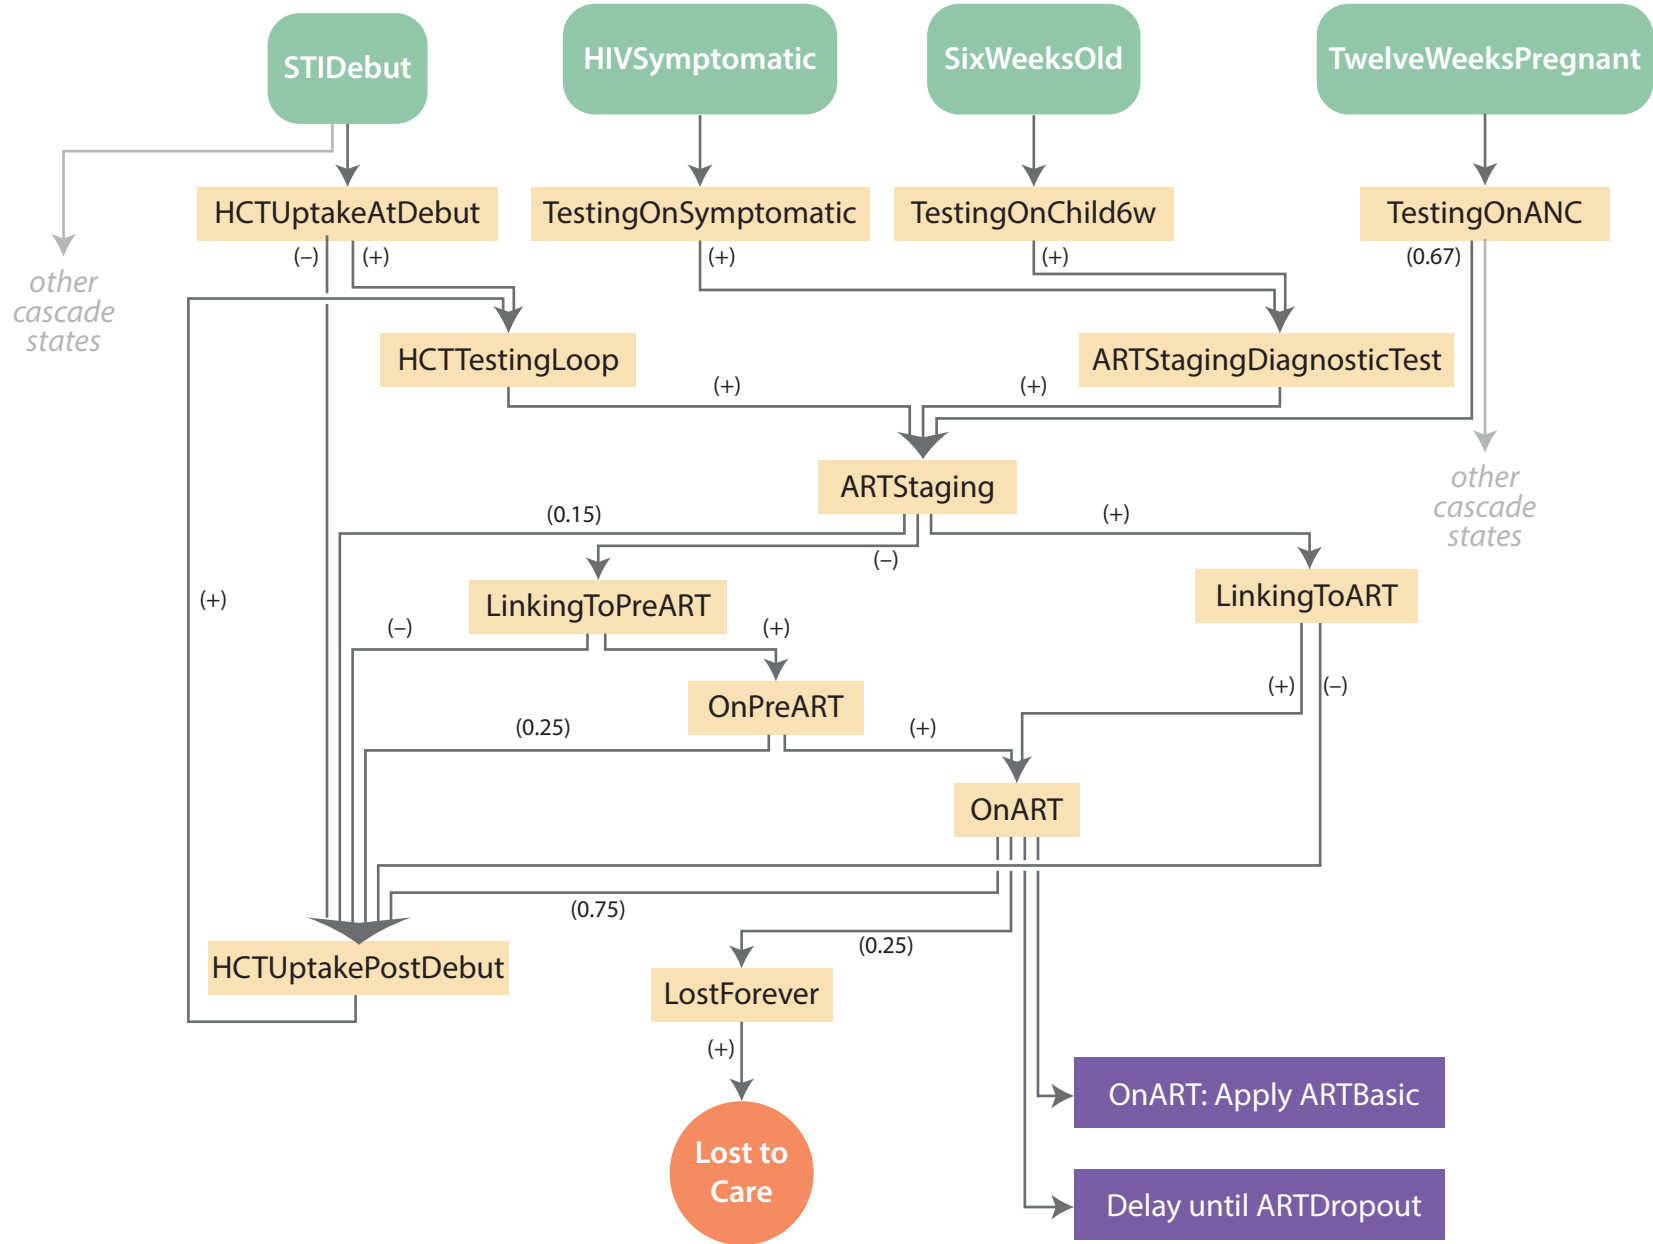 STIDebut
HIVSymptomatic
SixWeeksOld
TwelveWeeksPregnant
HCTUptakeAtDebut
TestingOnSymptomatic
TestingOnChild6w
TestingOnANC
(–)
(+)
(+)
(+)
(0.67)
other
cascade
states
HCTTestingLoop
ARTStagingDiagnosticTest
(+)
(+)
ARTStaging
other
cascade
states
(0.15)
(+)
(–)
(+)
LinkingToPreART
LinkingToART
(–)
(+)
(+)
(–)
OnPreART
(0.25)
(+)
OnART
(0.75)
(0.25)
HCTUptakePostDebut
LostForever
(+)
OnART: Apply ARTBasic
Lost to
Care
Delay until ARTDropout